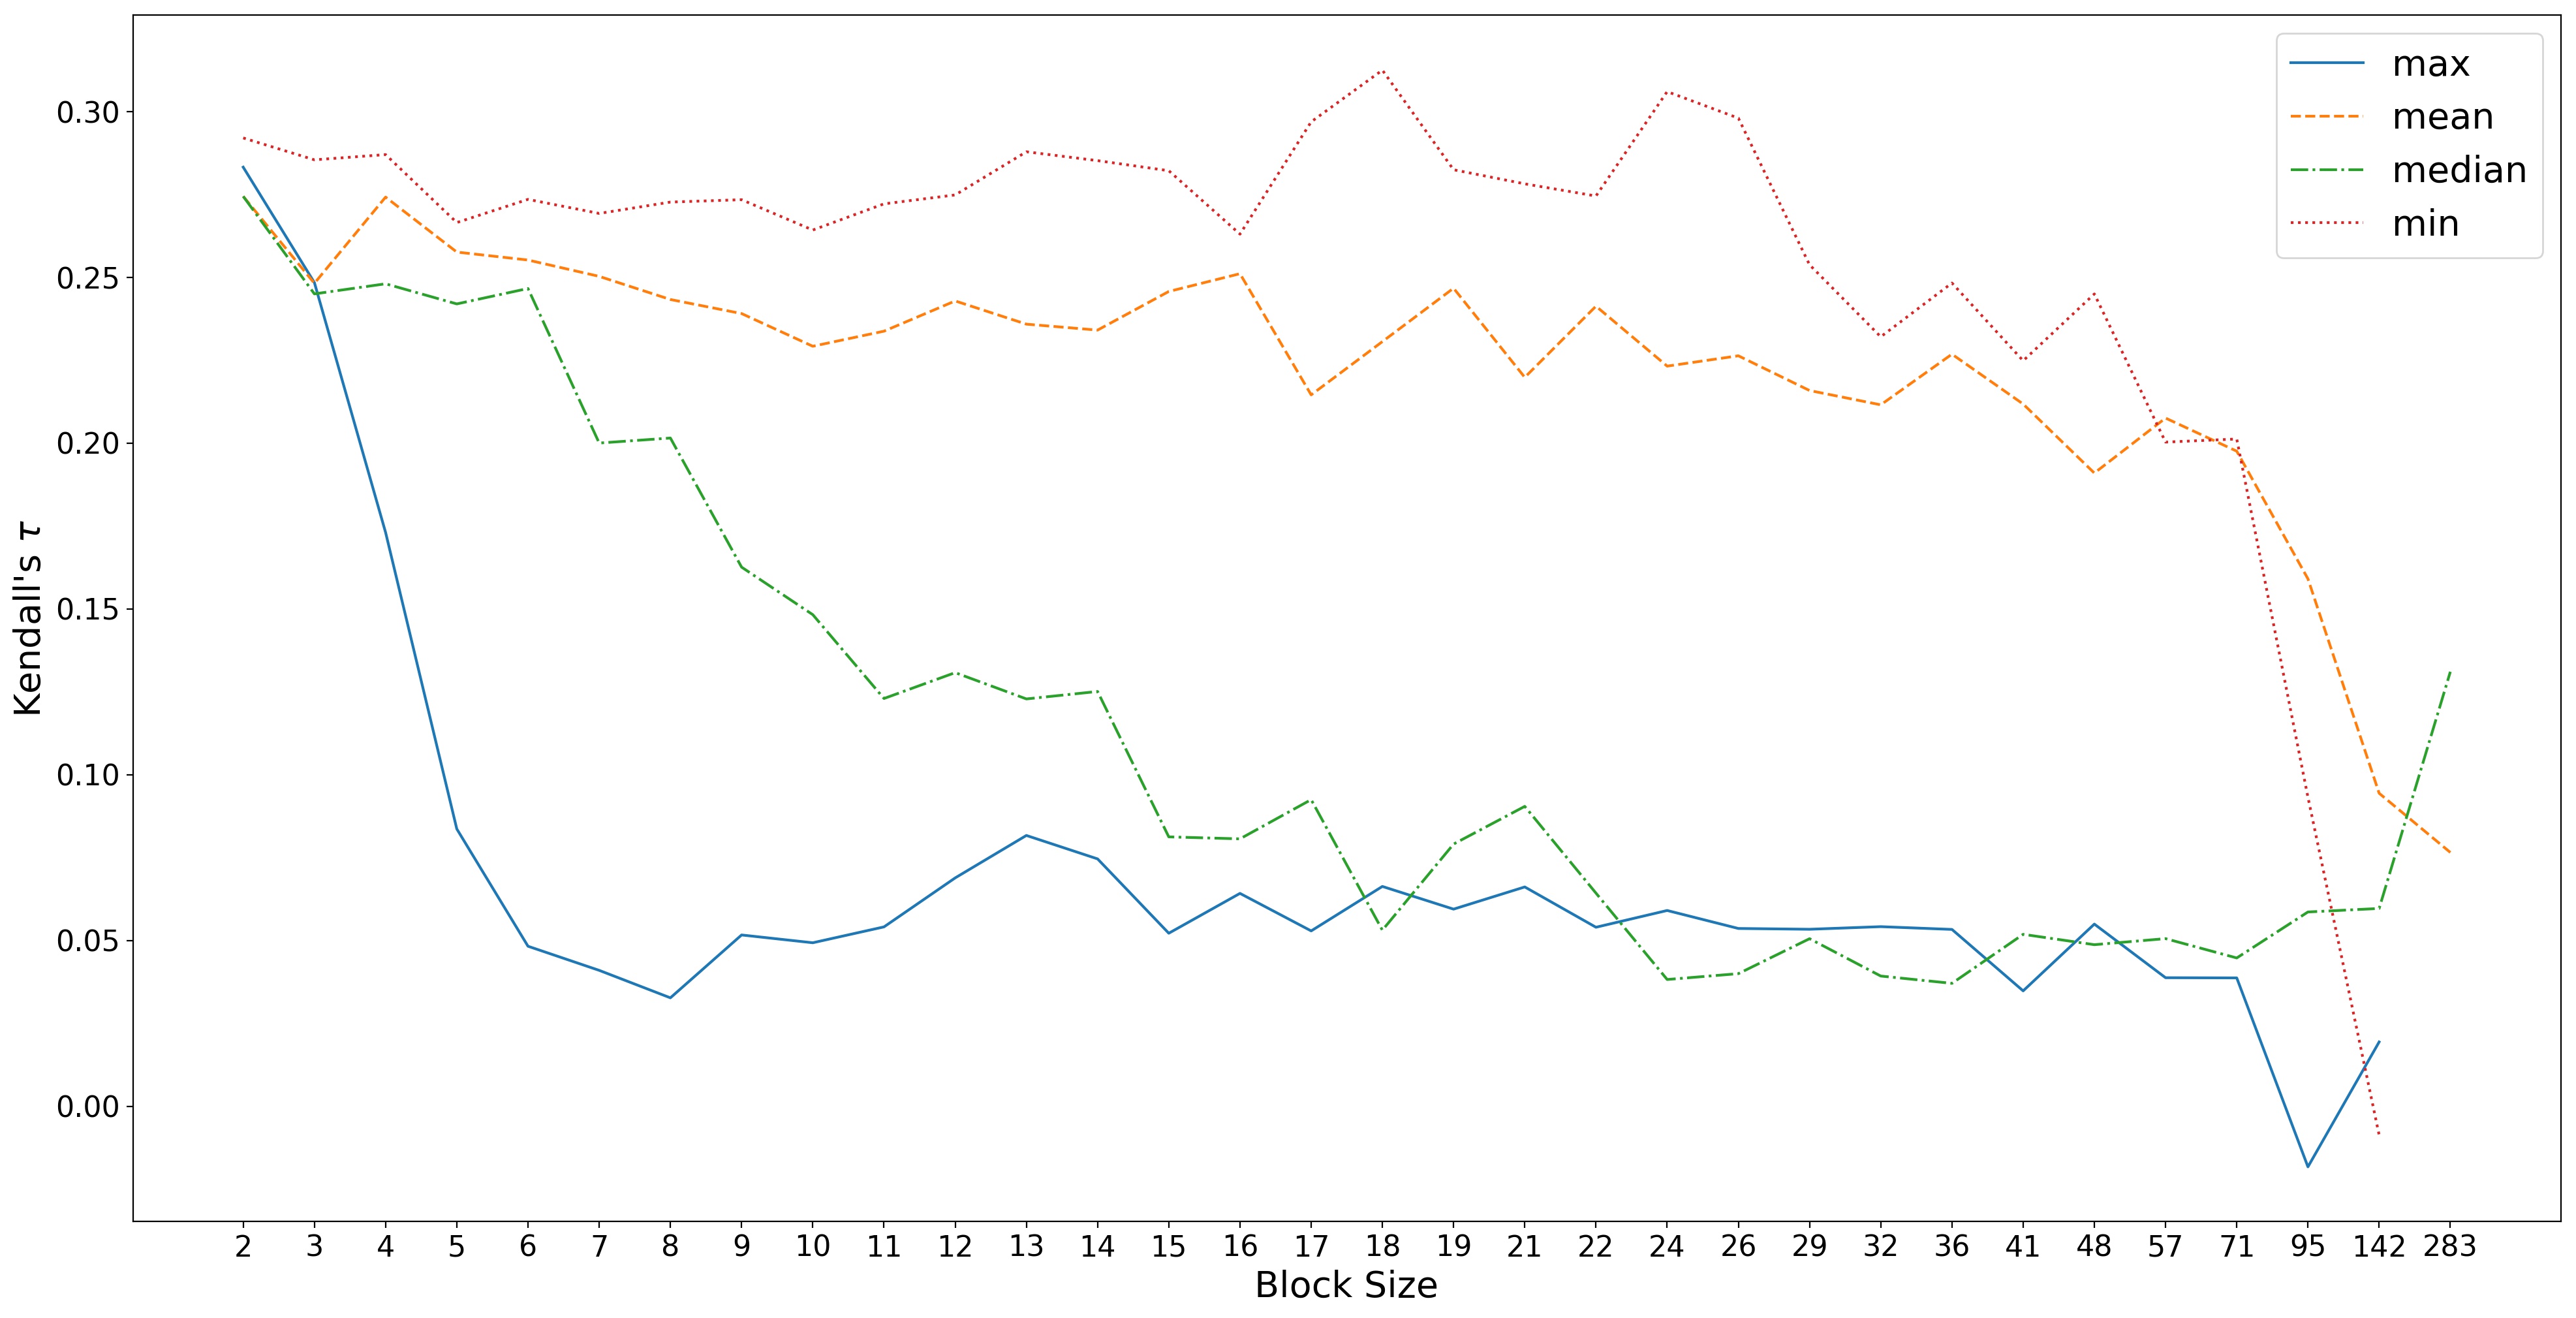 max
mean
median
min
0.30
0.25
0.20
0.15
0.10
0.05
0.00
Kendall's τ
2 3 4 5 6 7 8 9 10 11 12 13 14 15 16 17 18 19 21 22 24 26 29 32 36 41 48 57 71 95 142 283
Block Size